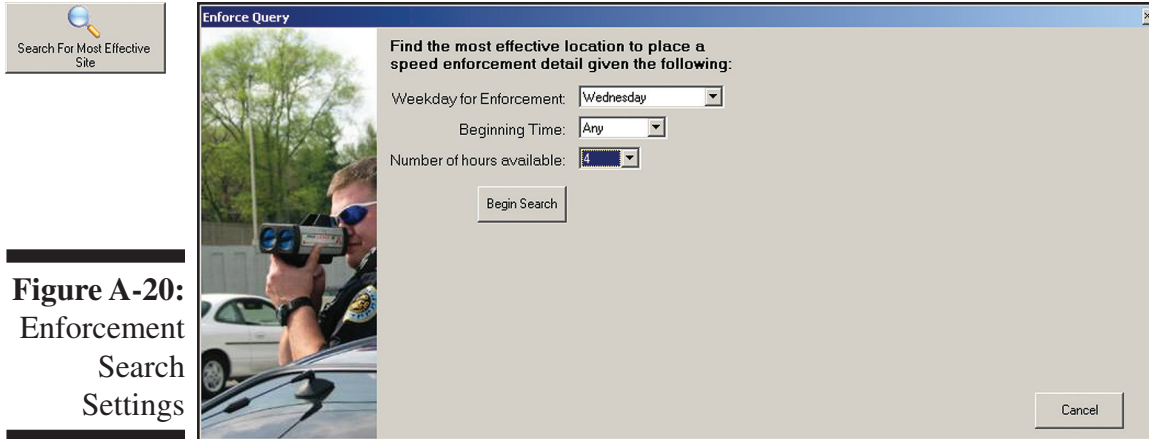 Search For Most Effective
Site
Enforce Query
Find the most effective location to place a
speed enforcement detail given the following:
Weekday for Enforcement: Wednesday
Beginning Time: Any
Number of hours available: 4
Begin Search
Cancel
Figure A-20:
Enforcement
Search
Settings